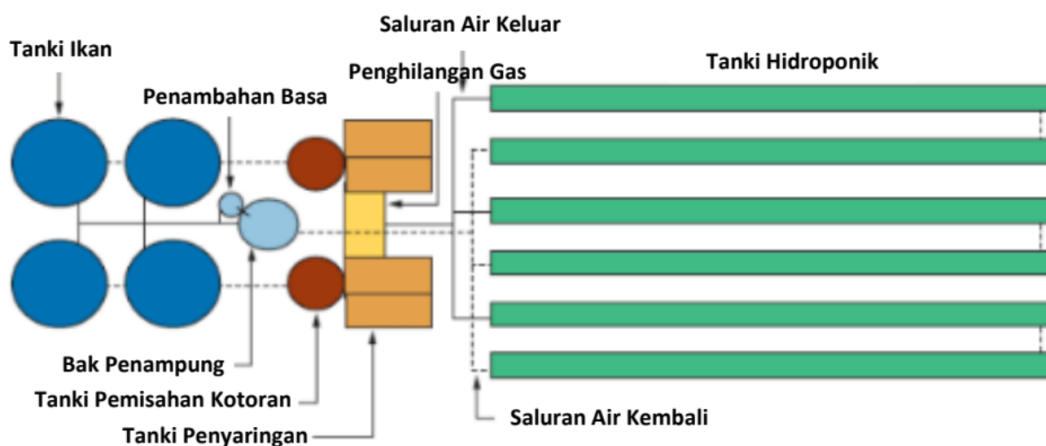 Saluran Air Keluar
Tanki Ikan
Penghilangan Gas
Tanki Hidroponik
Penambahan Basa
Bak Penampung
Tanki Pemisahan Kotoran
Saluran Air Kembali
Tanki Penyaringan